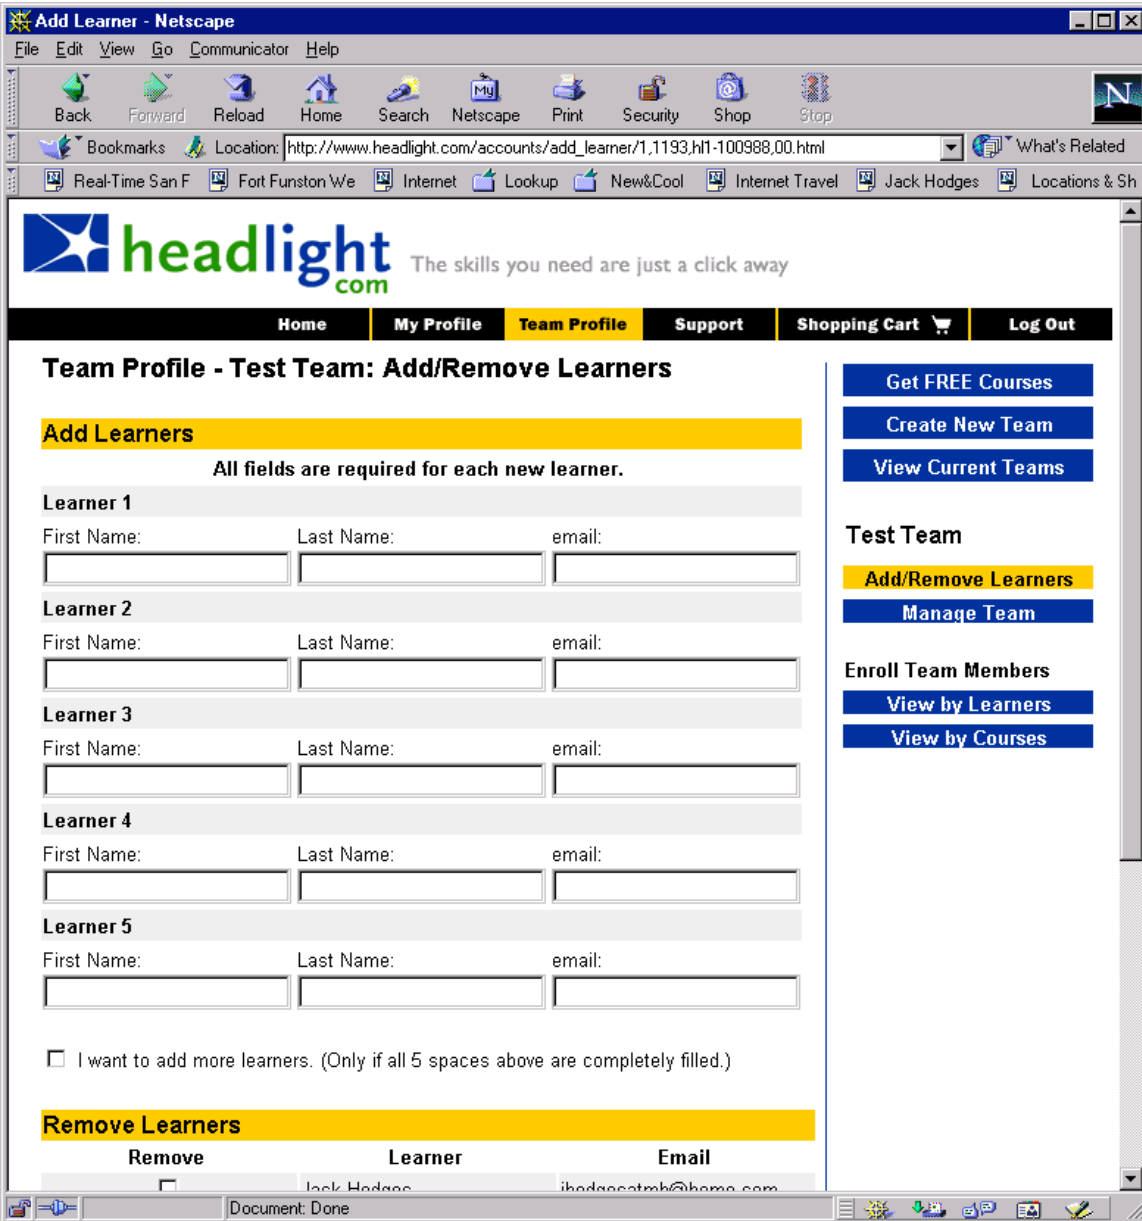 Add Learner - Netscape
File Edit View Go Communicator Help
My
Back Forward Reload Home Search Netscape Print Security Shop Stop
N
Bookmarks Location: http://www.headlight.com/accounts/add_learner/1,1193,hl1-100988,00.html What's Related
Real-Time San F Fort Funston We Internet Lookup New&Cool Internet Travel Jack Hodges Locations & Sh
headlight
com
The skills you need are just a click away
Home My Profile Team Profile Support Shopping Cart Log Out
Team Profile - Test Team: Add/Remove Learners
Add Learners
All fields are required for each new learner.
Learner 1
First Name: Last Name: email:
Learner 2
First Name: Last Name: email:
Learner 3
First Name: Last Name: email:
Learner 4
First Name: Last Name: email:
Learner 5
First Name: Last Name: email:
I want to add more learners. (Only if all 5 spaces above are completely filled.)
Remove Learners
Remove Learner Email
Jack Hodges
Get FREE Courses
Create New Team
View Current Teams
Test Team
Add/Remove Learners
Manage Team
Enroll Team Members
View by Learners
View by Courses
Document: Done